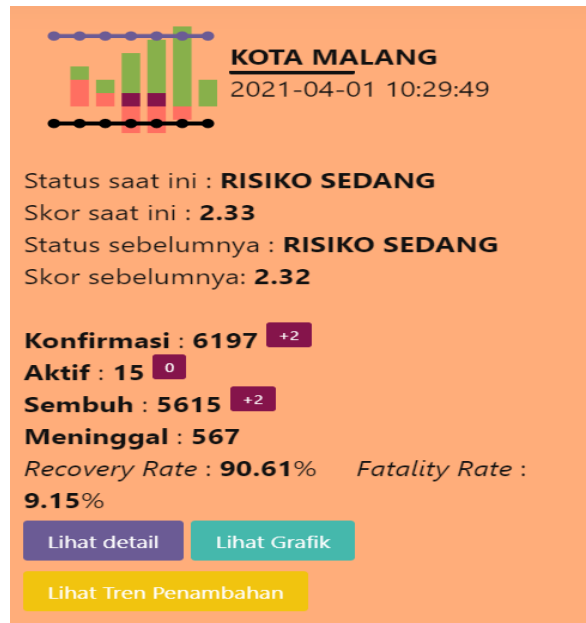 KOTA MALANG
2021-04-01 10:29:49
Status saat ini : RISIKO SEDANG
Skor saat ini : 2.33
Status sebelumnya : RISIKO SEDANG
Skor sebelumnya: 2.32
Konfirmasi : 6197 +2
Aktif : 15 0
Sembuh : 5615 +2
Meninggal : 567
Recovery Rate : 90.61% Fatality Rate :
9.15%
Lihat detail Lihat Grafik
Lihat Tren Penambahan